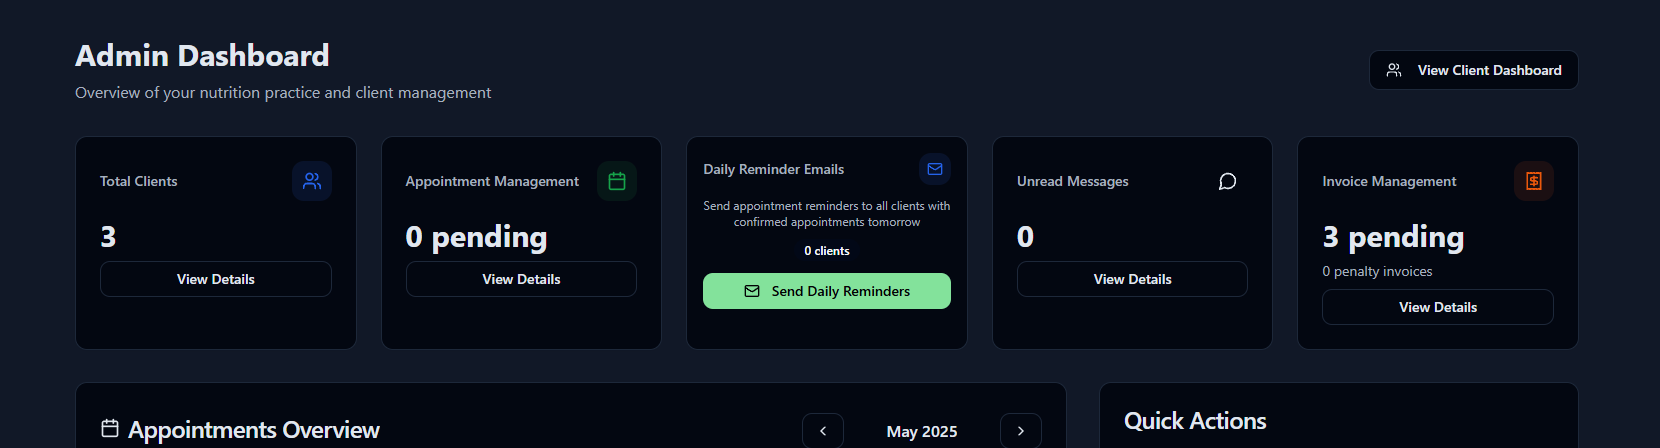 Admin Dashboard
Overview of your nutrition practice and client management
View Client Dashboard
Total Clients
3
View Details
Appointment Management
0 pending
View Details
Daily Reminder Emails
Send appointment reminders to all clients with
confirmed appointments tomorrow
0 clients
Send Daily Reminders
Unread Messages
0
View Details
Invoice Management
3 pending
0 penalty invoices
View Details
Appointments Overview
May 2025
Quick Actions